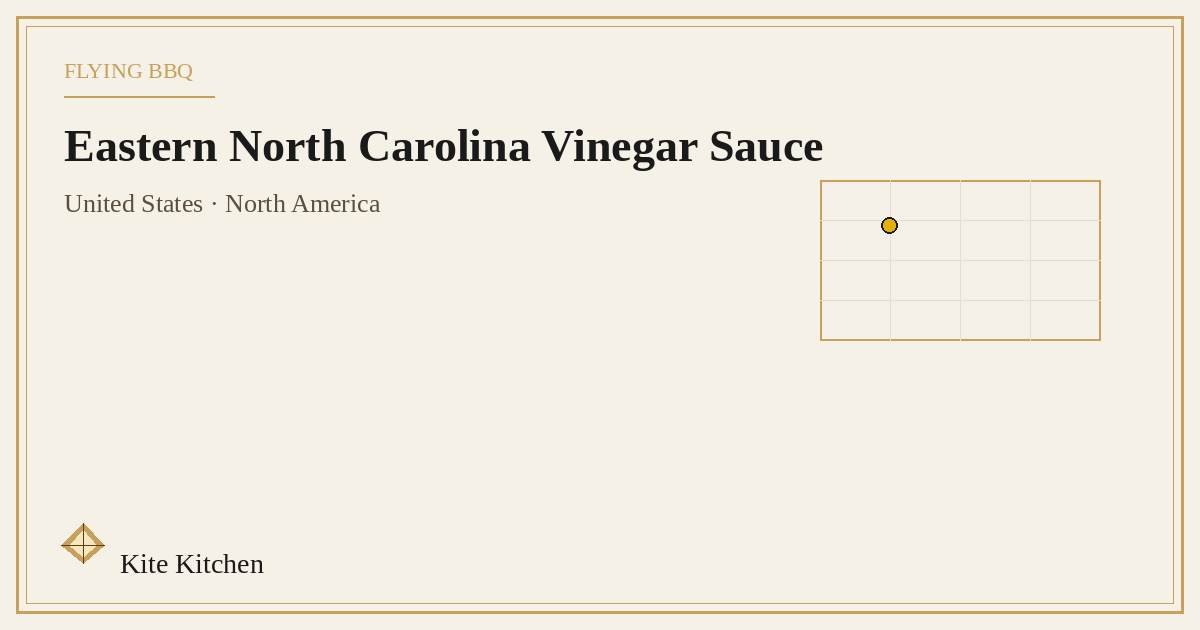 FLYING BBQ
Eastern North Carolina Vinegar Sauce
United States · North America
Kite Kitchen